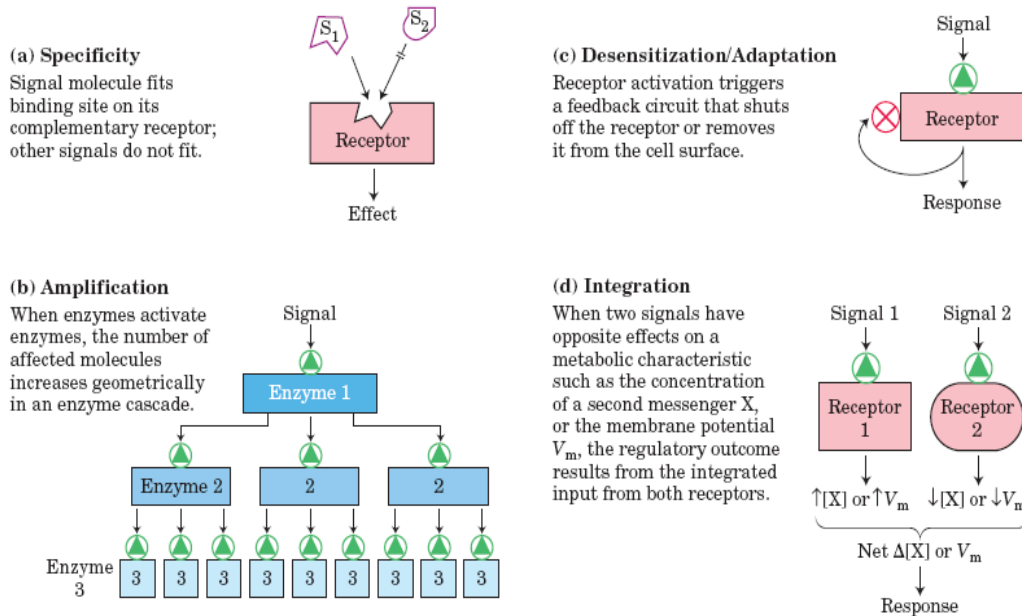 (a) Specificity
Signal molecule fits
binding site on its
complementary receptor;
other signals do not fit.
S1
S2
Receptor
Effect
(c) Desensitization/Adaptation
Receptor activation triggers
a feedback circuit that shuts
off the receptor or removes
it from the cell surface.
Signal
Receptor
Response
(b) Amplification
When enzymes activate
enzymes, the number of
affected molecules
increases geometrically
in an enzyme cascade.
Signal
Enzyme 1
Enzyme 2
2
2
Enzyme
3
3 3 3 3 3 3 3 3 3
(d) Integration
When two signals have
opposite effects on a
metabolic characteristic
such as the concentration
of a second messenger X,
or the membrane potential
Vm, the regulatory outcome
results from the integrated
input from both receptors.
Signal 1 Signal 2
Receptor
1
Receptor
2
↑[X] or ↑Vm ↓[X] or ↓Vm
Net Δ[X] or Vm
Response